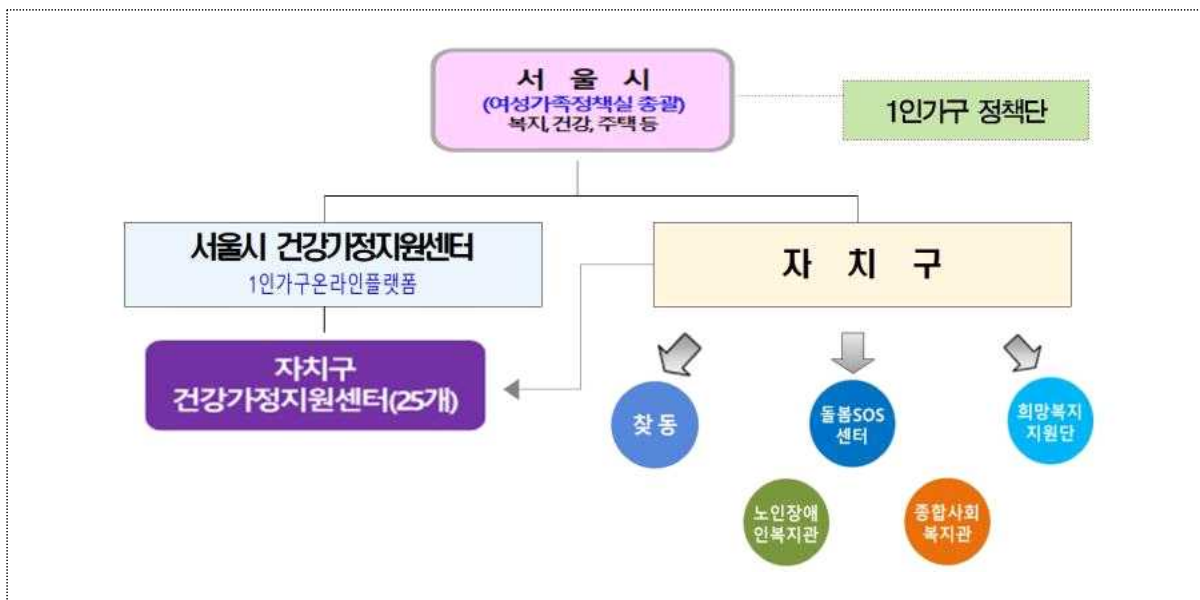 서 울 시
(여성가족정책실 총괄)
복지, 건강, 주택 등
1인가구 정책단
서울시 건강가정지원센터
1인가구온라인플랫폼
자 치 구
자치구
건강가정지원센터(25개)
찾 동
돌봄SOS
센터
희망복지
지원단
노인장애
인복지관
종합사회
복지관